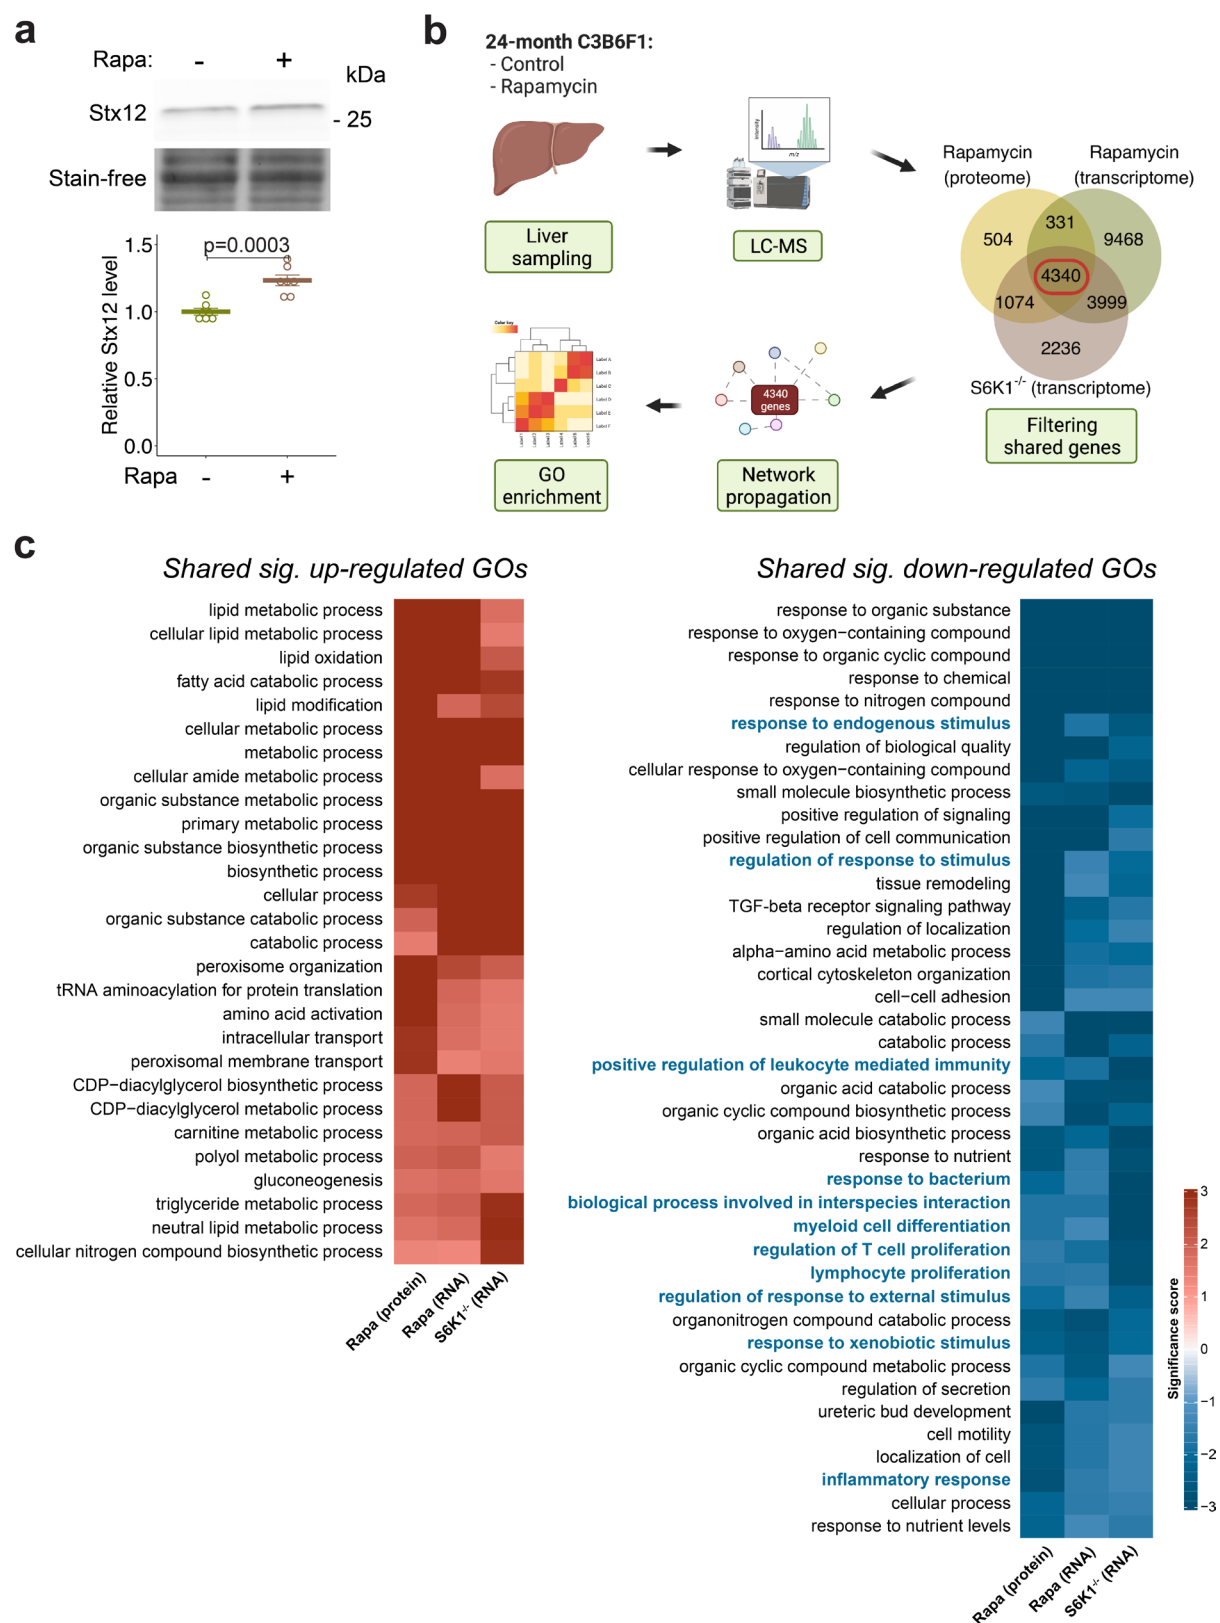 a
Rapa: - +
kDa
Stx12
- 25
Stain-free
p=0.0003
Relative Stx12 level
1.5
1.0
0.5
0.0
Rapa - +
b
24-month C3B6F1:
- Control
- Rapamycin
Liver
sampling
Intensity
m/z
LC-MS
Rapamycin
(proteome)
Rapamycin
(transcriptome)
504
331
9468
4340
1074
3999
2236
S6K1-/- (transcriptome)
Filtering
shared genes
4340
genes
Network
propagation
Color key
Label A
Label B
Label C
Label D
Label E
Label F
Label1
Label2
Label3
Label4
Label5
Label6
GO
enrichment
c
Shared sig. up-regulated GOs
lipid metabolic process
cellular lipid metabolic process
lipid oxidation
fatty acid catabolic process
lipid modification
cellular metabolic process
metabolic process
cellular amide metabolic process
organic substance metabolic process
primary metabolic process
organic substance biosynthetic process
biosynthetic process
cellular process
organic substance catabolic process
catabolic process
peroxisome organization
tRNA aminoacylation for protein translation
amino acid activation
intracellular transport
peroxisomal membrane transport
CDP−diacylglycerol biosynthetic process
CDP−diacylglycerol metabolic process
carnitine metabolic process
polyol metabolic process
gluconeogenesis
triglyceride metabolic process
neutral lipid metabolic process
cellular nitrogen compound biosynthetic process
Rapa (protein)
Rapa (RNA)
S6K1-/- (RNA)
Shared sig. down-regulated GOs
response to organic substance
response to oxygen−containing compound
response to organic cyclic compound
response to chemical
response to nitrogen compound
response to endogenous stimulus
regulation of biological quality
cellular response to oxygen−containing compound
small molecule biosynthetic process
positive regulation of signaling
positive regulation of cell communication
regulation of response to stimulus
tissue remodeling
TGF-beta receptor signaling pathway
regulation of localization
alpha−amino acid metabolic process
cortical cytoskeleton organization
cell−cell adhesion
small molecule catabolic process
catabolic process
positive regulation of leukocyte mediated immunity
organic acid catabolic process
organic cyclic compound biosynthetic process
organic acid biosynthetic process
response to nutrient
response to bacterium
biological process involved in interspecies interaction
myeloid cell differentiation
regulation of T cell proliferation
lymphocyte proliferation
regulation of response to external stimulus
organonitrogen compound catabolic process
response to xenobiotic stimulus
organic cyclic compound metabolic process
regulation of secretion
ureteric bud development
cell motility
localization of cell
inflammatory response
cellular process
response to nutrient levels
Rapa (protein)
Rapa (RNA)
S6K1-/- (RNA)
Significance score
3
2
1
0
−1
−2
−3